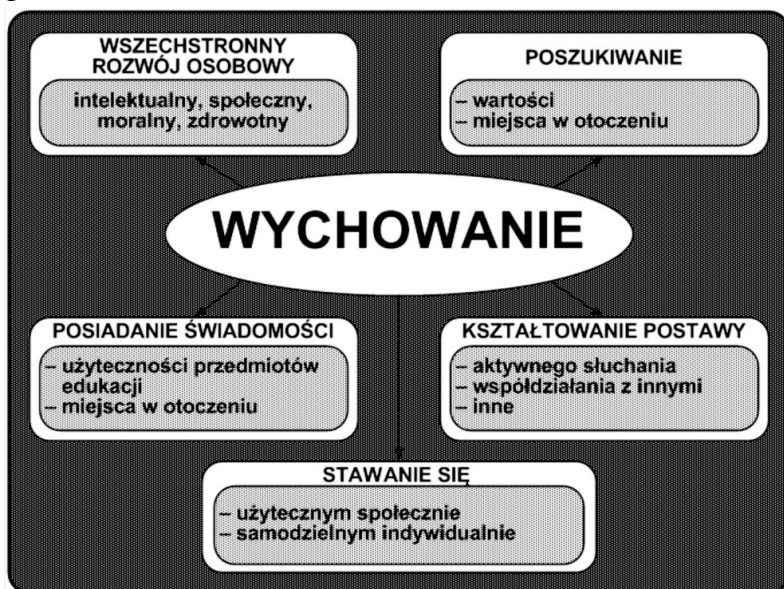 WSZECHSTRONNY
ROZWÓJ OSOBOWY
intelektualny, społeczny,
moralny, zdrowotny
POSZUKIWANIE
– wartości
– miejsca w otoczeniu
WYCHOWANIE
POSIADANIE ŚWIADOMOŚCI
– użyteczności przedmiotów
edukacji
– miejsca w otoczeniu
KSZTAŁTOWANIE POSTAWY
– aktywnego słuchania
– współdziałania z innymi
– inne
STAWANIE SIĘ
– użytecznym społecznie
– samodzielnym indywidualnie